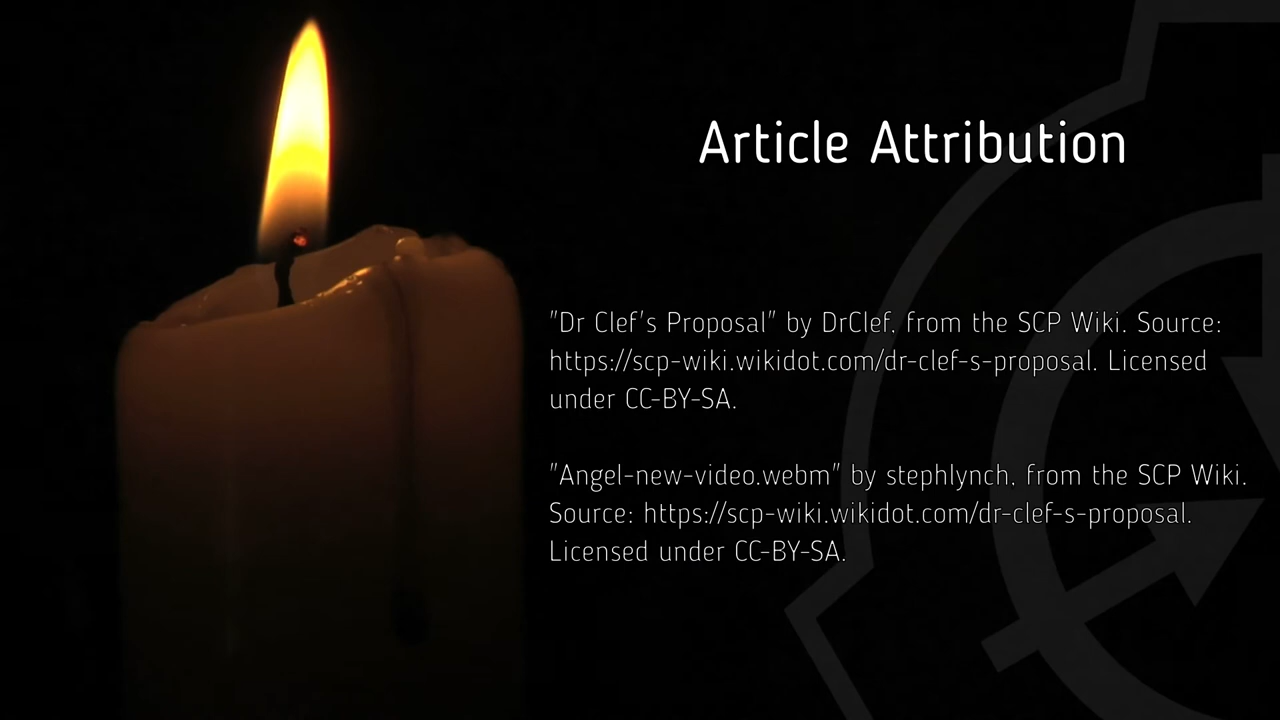 Article Attribution
"Dr Clef's Proposal" by DrClef, from the SCP Wiki. Source:
https://scp-wiki.wikidot.com/dr-clef-s-proposal. Licensed
under CC-BY-SA.
"Angel-new-video.webm" by stephlynch, from the SCP Wiki.
Source: https://scp-wiki.wikidot.com/dr-clef-s-proposal.
Licensed under CC-BY-SA.